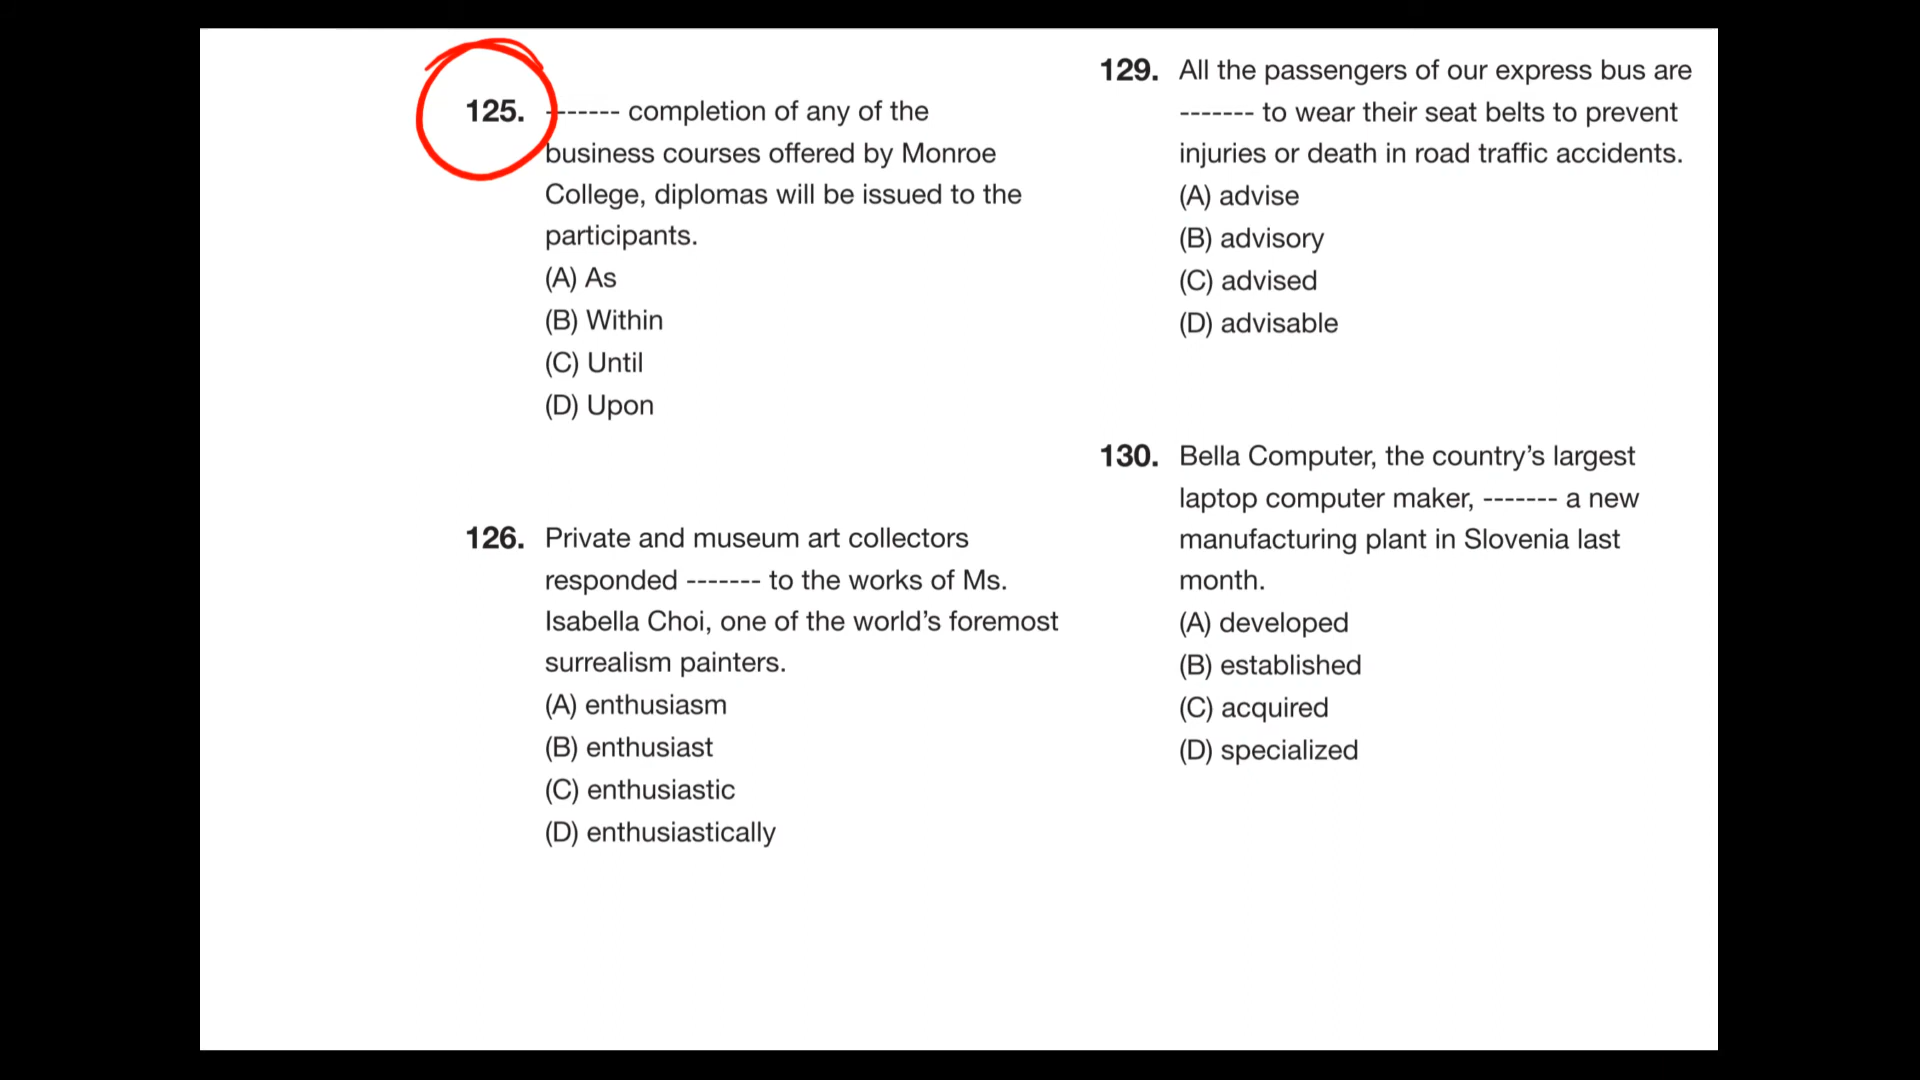 125. ------- completion of any of the
business courses offered by Monroe
College, diplomas will be issued to the
participants.
(A) As
(B) Within
(C) Until
(D) Upon
126. Private and museum art collectors
responded ------- to the works of Ms.
Isabella Choi, one of the world’s foremost
surrealism painters.
(A) enthusiasm
(B) enthusiast
(C) enthusiastic
(D) enthusiastically
129. All the passengers of our express bus are
------- to wear their seat belts to prevent
injuries or death in road traffic accidents.
(A) advise
(B) advisory
(C) advised
(D) advisable
130. Bella Computer, the country’s largest
laptop computer maker, ------- a new
manufacturing plant in Slovenia last
month.
(A) developed
(B) established
(C) acquired
(D) specialized